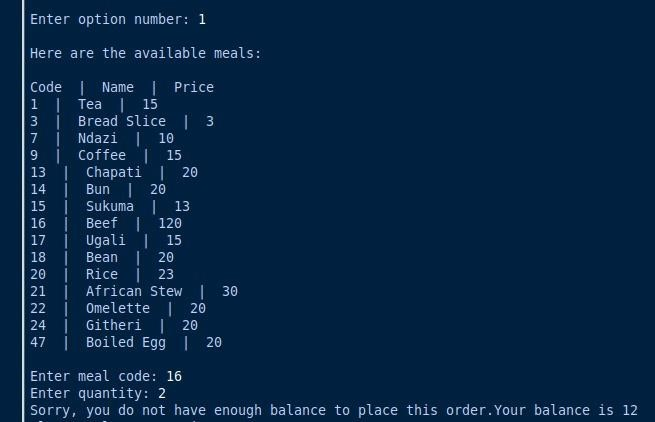 Enter option number: 1
Here are the available meals:
Code | Name | Price
1 | Tea | 15
3 | Bread Slice | 3
7 | Ndazi | 10
9 | Coffee | 15
13 | Chapati | 20
14 | Bun | 20
15 | Sukuma | 13
16 | Beef | 120
17 | Ugali | 15
18 | Bean | 20
20 | Rice | 23
21 | African Stew | 30
22 | Omelette | 20
24 | Githeri | 20
47 | Boiled Egg | 20
Enter meal code: 16
Enter quantity: 2
Sorry, you do not have enough balance to place this order.Your balance is 12